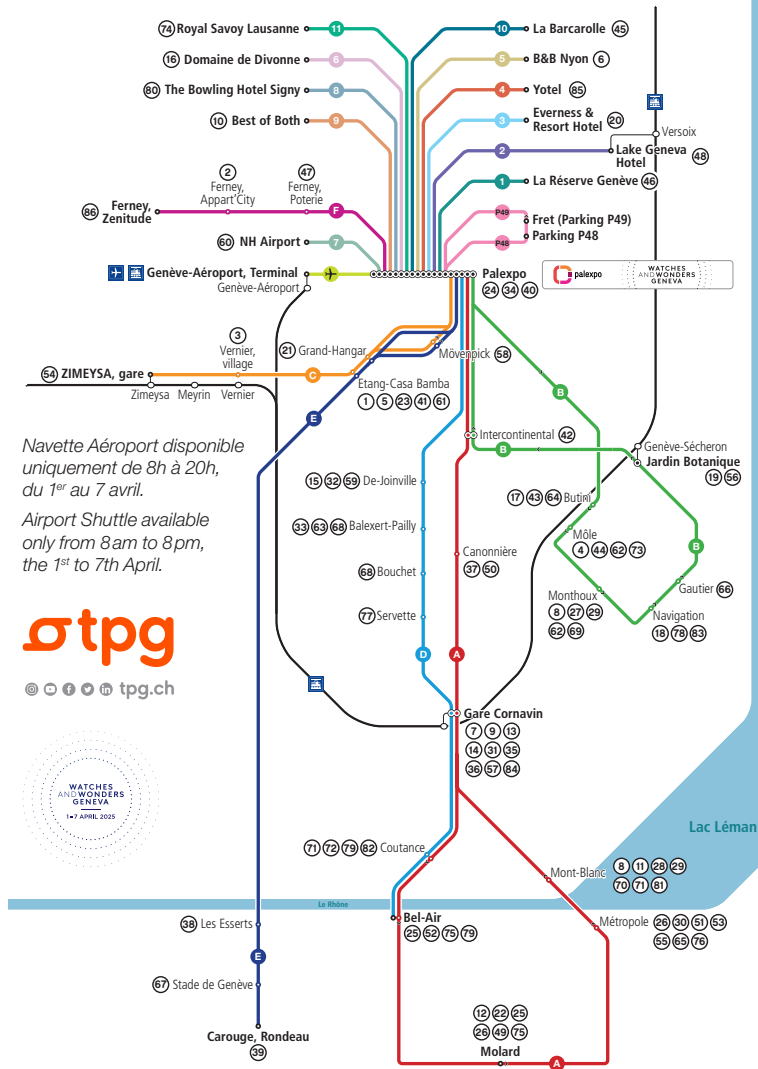 74 Royal Savoy Lausanne 11
10 La Barcarolle 45
16 Domaine de Divonne 6
5 B&B Nyon 6
80 The Bowling Hotel Signy 8
4 Yotel 85
10 Best of Both 9
3 Everness &
Resort Hotel 20
Versoix
2 Lake Geneva
Hotel 48
2
Ferney,
Appart'City
47
Ferney,
Poterie
1 La Réserve Genève 46
86 Ferney,
Zenitude
F
P49 Fret (Parking P49)
P48 Parking P48
60 NH Airport 7
Genève-Aéroport, Terminal
Genève-Aéroport
Palexpo
24 34 40
palexpo
WATCHES
AND WONDERS
GENEVA
3
Vernier,
village
21 Grand-Hangar
Mövenpick 58
54 ZIMEYSA, gare
C
Zimeysa Meyrin Vernier
Etang-Casa Bamba
1 5 23 41 61
B
E
Navette Aéroport disponible
uniquement de 8h à 20h,
du 1er au 7 avril.
Airport Shuttle available
only from 8 am to 8 pm,
the 1st to 7th April.
Intercontinental 42
B
Genève-Sécheron
Jardin Botanique
19 56
15 32 59 De-Joinville
17 43 64 Butini
33 63 68 Balexert-Pailly
Môle
4 44 62 73
B
Canonnière
37 50
68 Bouchet
Gautier 66
Monthoux
8 27 29
62 69
77 Servette
Navigation
18 78 83
D
A
tpg
tpg.ch
Gare Cornavin
7 9 13
14 31 35
36 57 84
WATCHES
AND WONDERS
GENEVA
1-7 APRIL 2025
Lac Léman
71 72 79 82 Coutance
Mont-Blanc 8 11 28 29
70 71 81
Le Rhône
Bel-Air
25 52 75 79
Métropole 26 30 51 53
55 65 76
38 Les Esserts
E
67 Stade de Genève
Carouge, Rondeau
39
12 22 25
26 49 75
Molard
A